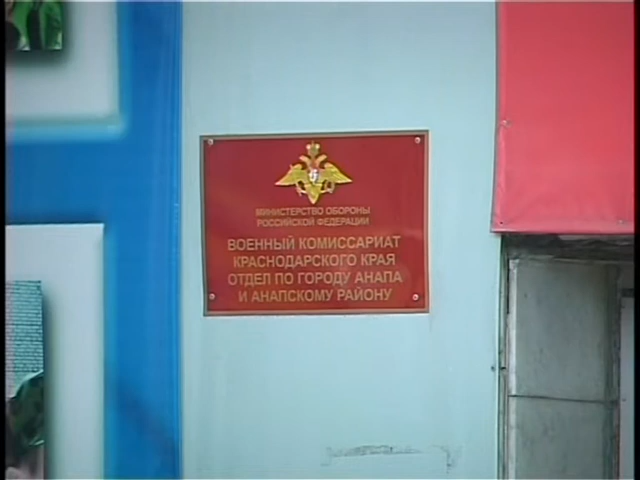 МИНИСТЕРСТВО ОБОРОНЫ
РОССИЙСКОЙ ФЕДЕРАЦИИ
ВОЕННЫЙ КОМИССАРИАТ
КРАСНОДАРСКОГО КРАЯ
ОТДЕЛ ПО ГОРОДУ АНАПА
И АНАПСКОМУ РАЙОНУ